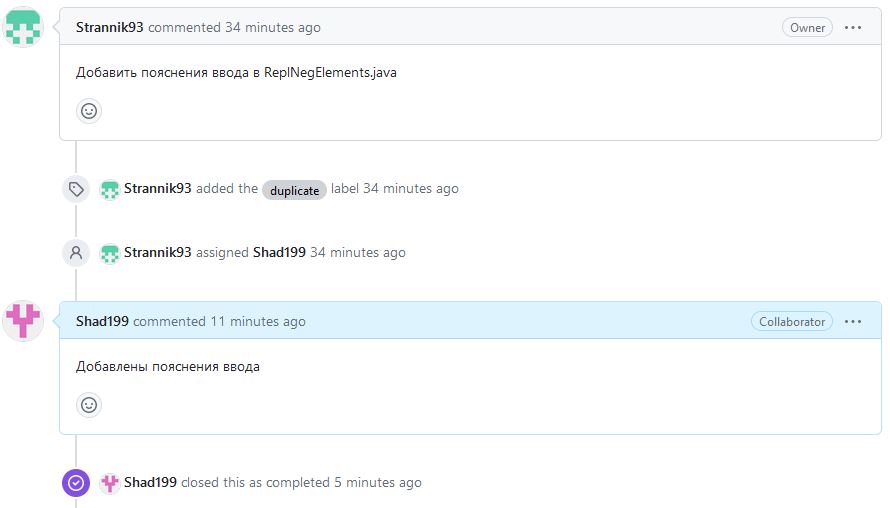 Strannik93 commented 34 minutes ago Owner
Добавить пояснения ввода в ReplNegElements.java
Strannik93 added the duplicate label 34 minutes ago
Strannik93 assigned Shad199 34 minutes ago
Shad199 commented 11 minutes ago Collaborator
Добавлены пояснения ввода
Shad199 closed this as completed 5 minutes ago